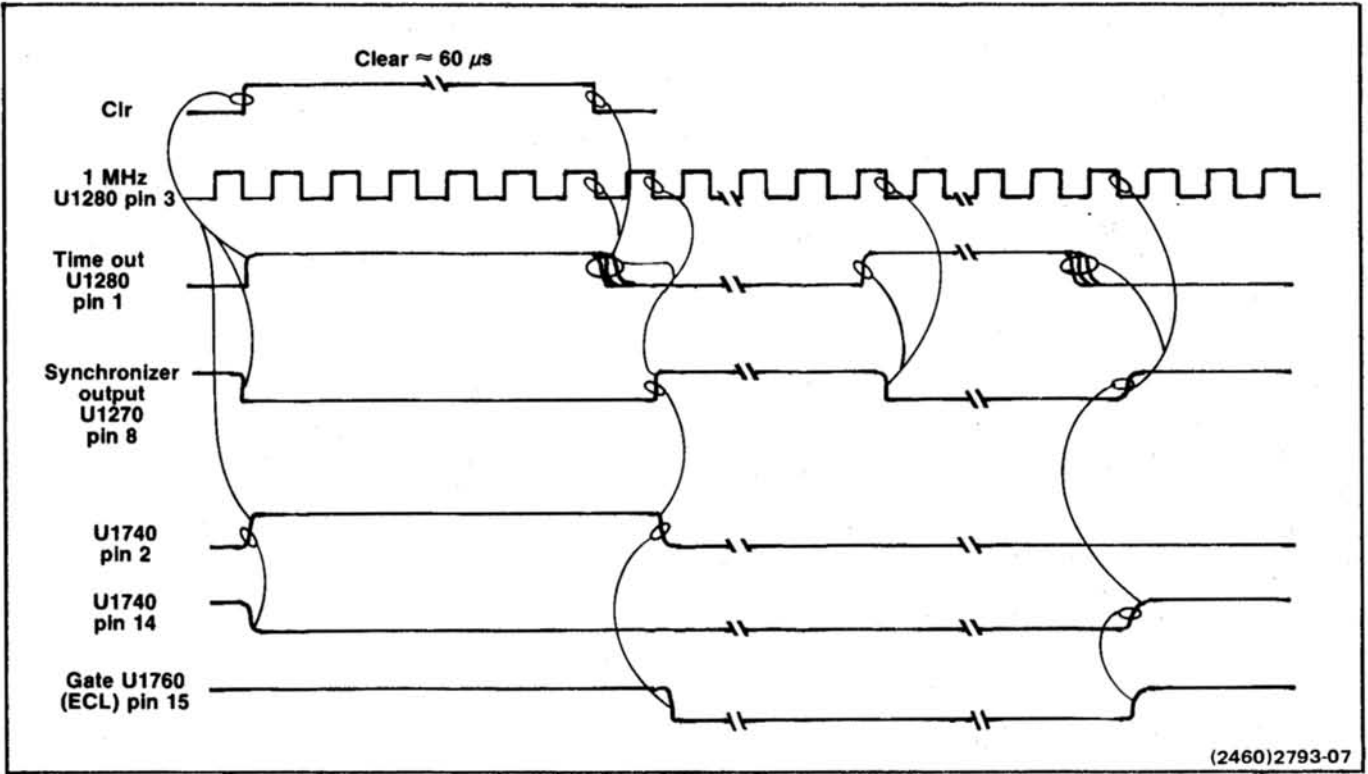 Clear ≈ 60 μs
Clr
1 MHz
U1280 pin 3
Time out
U1280
pin 1
Synchronizer
output
U1270
pin 8
U1740
pin 2
U1740
pin 14
Gate U1760
(ECL) pin 15
(2460)2793-07